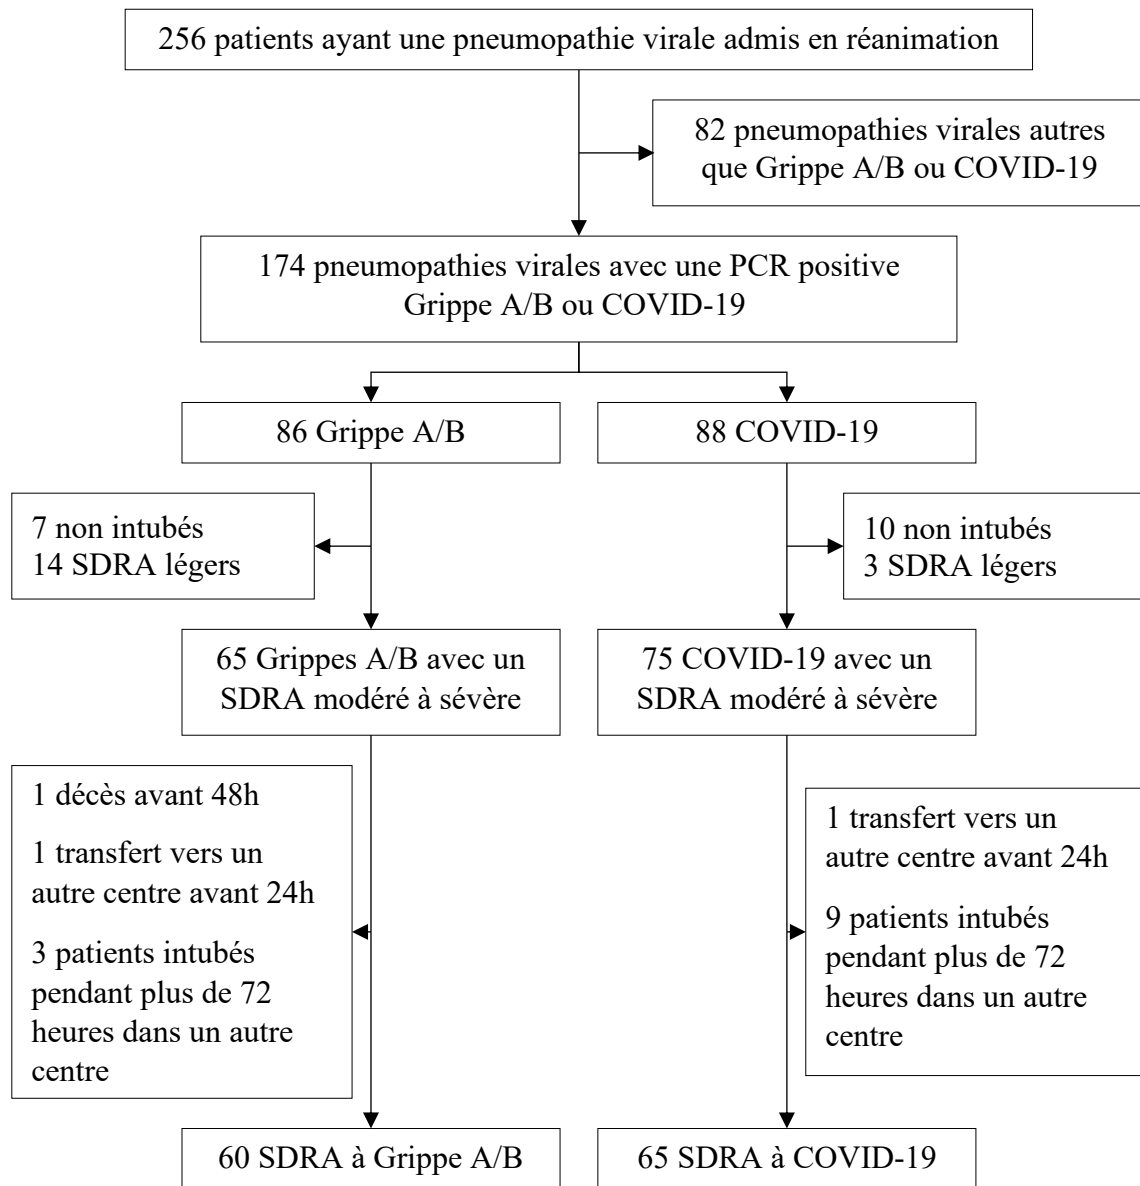 256 patients ayant une pneumopathie virale admis en réanimation
82 pneumopathies virales autres
que Grippe A/B ou COVID-19
174 pneumopathies virales avec une PCR positive
Grippe A/B ou COVID-19
86 Grippe A/B
88 COVID-19
7 non intubés
14 SDRA légers
10 non intubés
3 SDRA légers
65 Grippes A/B avec un
SDRA modéré à sévère
75 COVID-19 avec un
SDRA modéré à sévère
1 décès avant 48h
1 transfert vers un
autre centre avant 24h
3 patients intubés
pendant plus de 72
heures dans un autre
centre
1 transfert vers un
autre centre avant 24h
9 patients intubés
pendant plus de 72
heures dans un autre
centre
60 SDRA à Grippe A/B
65 SDRA à COVID-19